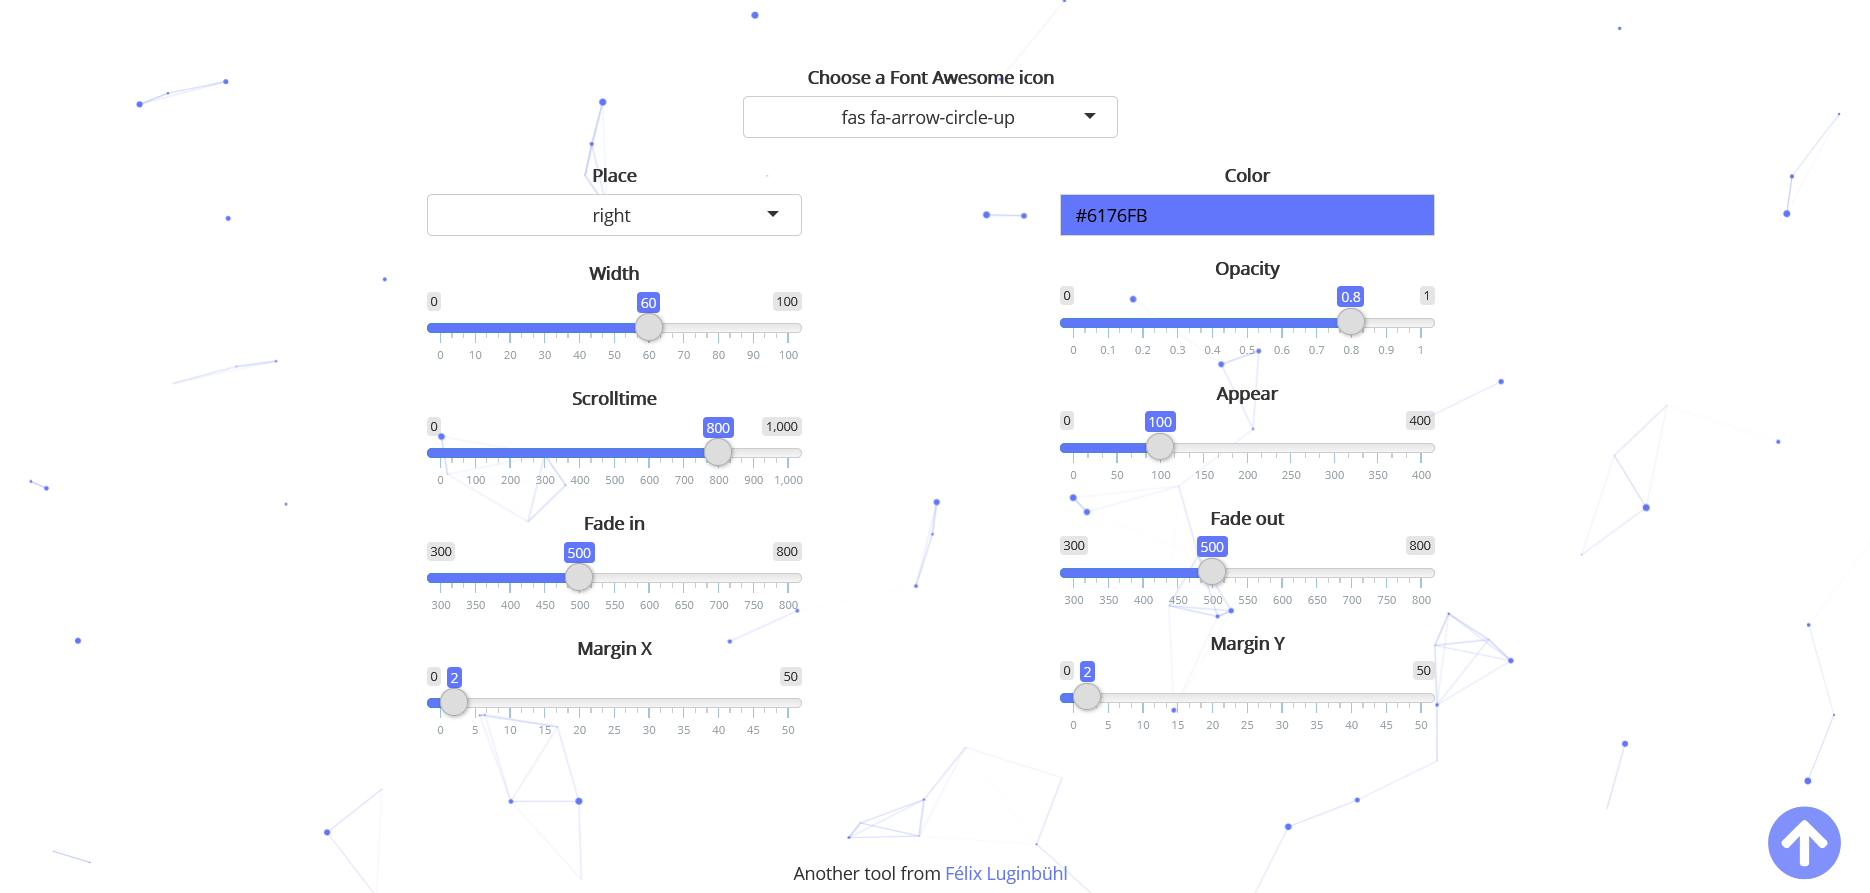 Choose a Font Awesome icon
fas fa-arrow-circle-up
Place
right
Width
0 60 100
0 10 20 30 40 50 60 70 80 90 100
Scrolltime
0 800 1,000
0 100 200 300 400 500 600 700 800 900 1,000
Fade in
300 500 800
300 350 400 450 500 550 600 650 700 750 800
Margin X
0 2 50
0 5 10 15 20 25 30 35 40 45 50
Color
#6176FB
Opacity
0 0.8 1
0 0.1 0.2 0.3 0.4 0.5 0.6 0.7 0.8 0.9 1
Appear
0 100 400
0 50 100 150 200 250 300 350 400
Fade out
300 500 800
300 350 400 450 500 550 600 650 700 750 800
Margin Y
0 2 50
0 5 10 15 20 25 30 35 40 45 50
Another tool from Félix Luginbühl